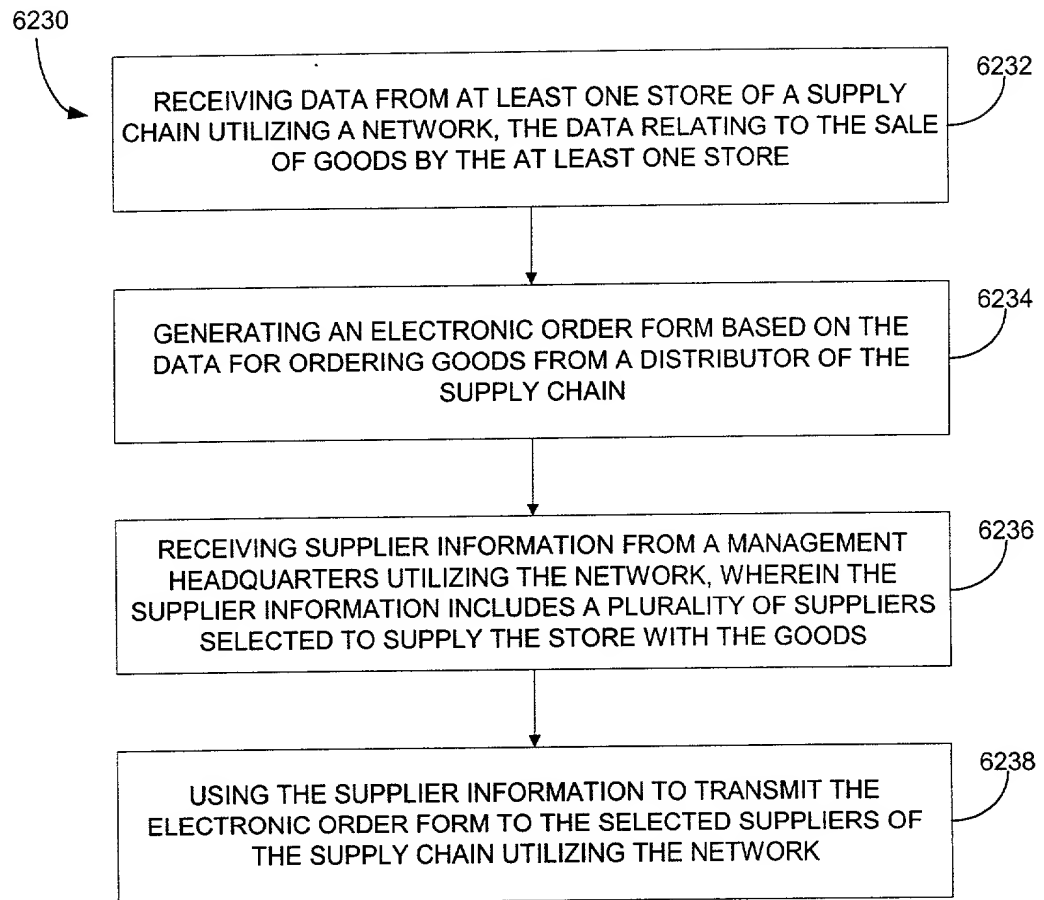 6230
6232
RECEIVING DATA FROM AT LEAST ONE STORE OF A SUPPLY
CHAIN UTILIZING A NETWORK, THE DATA RELATING TO THE SALE
OF GOODS BY THE AT LEAST ONE STORE
6234
GENERATING AN ELECTRONIC ORDER FORM BASED ON THE
DATA FOR ORDERING GOODS FROM A DISTRIBUTOR OF THE
SUPPLY CHAIN
6236
RECEIVING SUPPLIER INFORMATION FROM A MANAGEMENT
HEADQUARTERS UTILIZING THE NETWORK, WHEREIN THE
SUPPLIER INFORMATION INCLUDES A PLURALITY OF SUPPLIERS
SELECTED TO SUPPLY THE STORE WITH THE GOODS
6238
USING THE SUPPLIER INFORMATION TO TRANSMIT THE
ELECTRONIC ORDER FORM TO THE SELECTED SUPPLIERS OF
THE SUPPLY CHAIN UTILIZING THE NETWORK